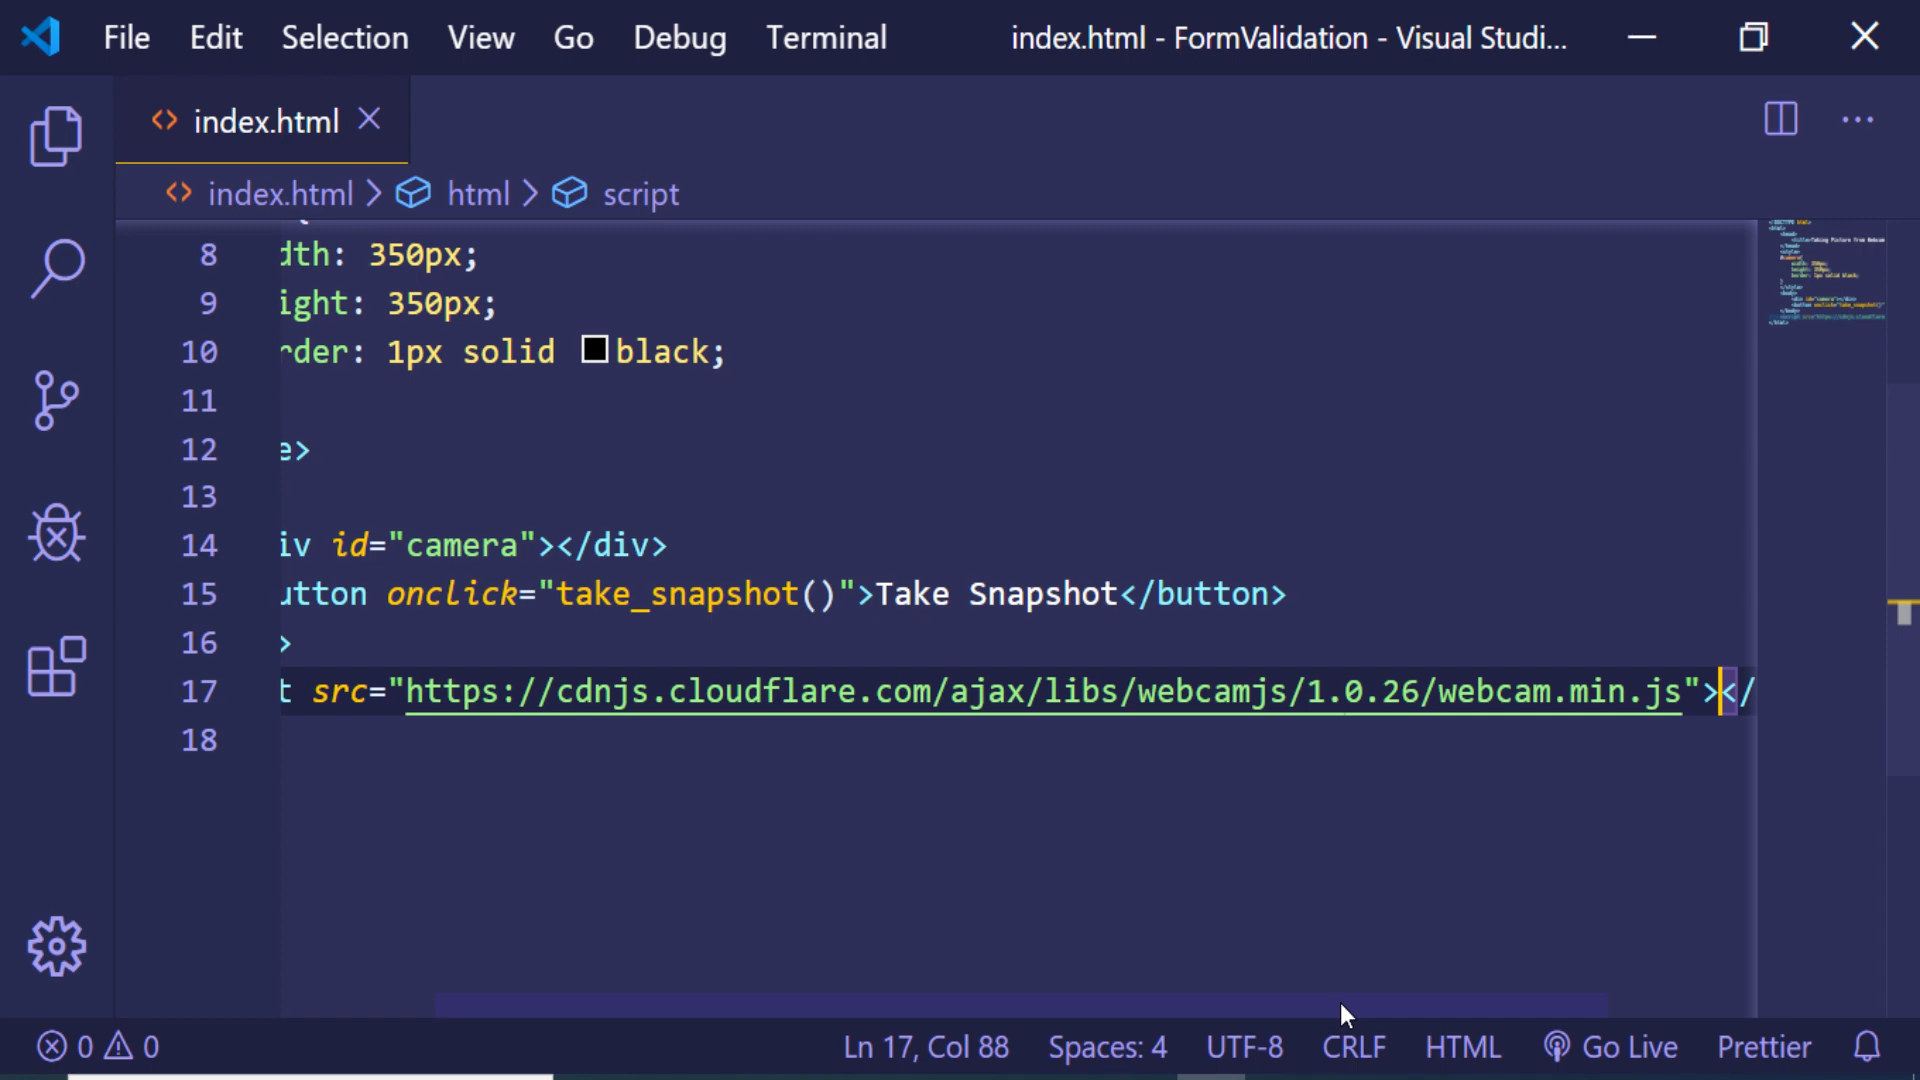 File Edit Selection View Go Debug Terminal index.html - FormValidation - Visual Studi...
index.html
index.html > html > script
8 dth: 350px;
9 ight: 350px;
10 rder: 1px solid black;
11
12 e>
13
14 iv id="camera"></div>
15 utton onclick="take_snapshot()">Take Snapshot</button>
16 >
17 t src="https://cdnjs.cloudflare.com/ajax/libs/webcamjs/1.0.26/webcam.min.js"></
18
0 0 Ln 17, Col 88 Spaces: 4 UTF-8 CRLF HTML Go Live Prettier